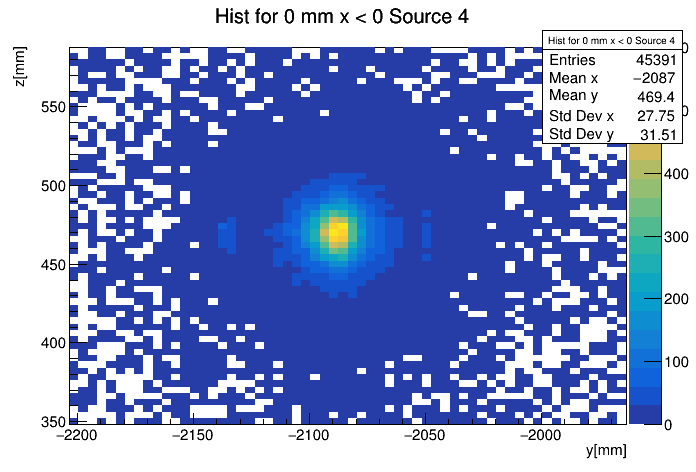 Hist for 0 mm x < 0 Source 4
z[mm]
Hist for 0 mm x < 0 Source 4
Entries 45391
Mean x −2087
Mean y 469.4
Std Dev x 27.75
Std Dev y 31.51
550
500
450
400
350
−2200 −2150 −2100 −2050 −2000
y[mm]
400
300
200
100
0